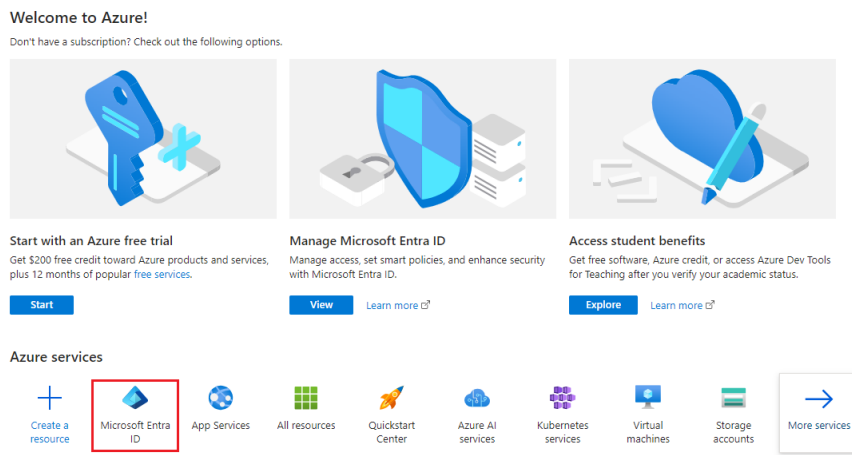 Welcome to Azure!
Don't have a subscription? Check out the following options.
Start with an Azure free trial
Get $200 free credit toward Azure products and services,
plus 12 months of popular free services.
Start
Manage Microsoft Entra ID
Manage access, set smart policies, and enhance security
with Microsoft Entra ID.
View
Learn more
Access student benefits
Get free software, Azure credit, or access Azure Dev Tools
for Teaching after you verify your academic status.
Explore
Learn more
Azure services
Create a
resource
Microsoft Entra
ID
App Services
All resources
Quickstart
Center
Azure AI
services
Kubernetes
services
Virtual
machines
Storage
accounts
More services